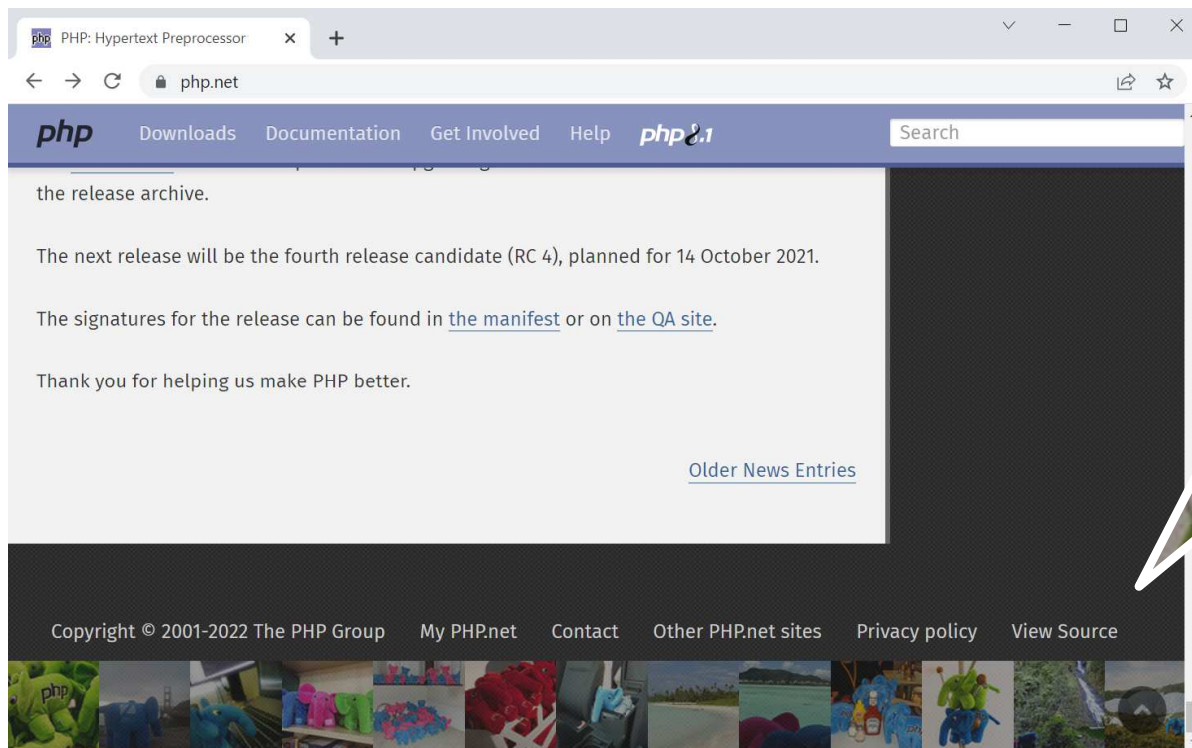 php PHP: Hypertext Preprocessor
php.net
php Downloads Documentation Get Involved Help php8.1 Search
the release archive.
The next release will be the fourth release candidate (RC 4), planned for 14 October 2021.
The signatures for the release can be found in the manifest or on the QA site.
Thank you for helping us make PHP better.
Older News Entries
Copyright © 2001-2022 The PHP Group My PHP.net Contact Other PHP.net sites Privacy policy View Source
php